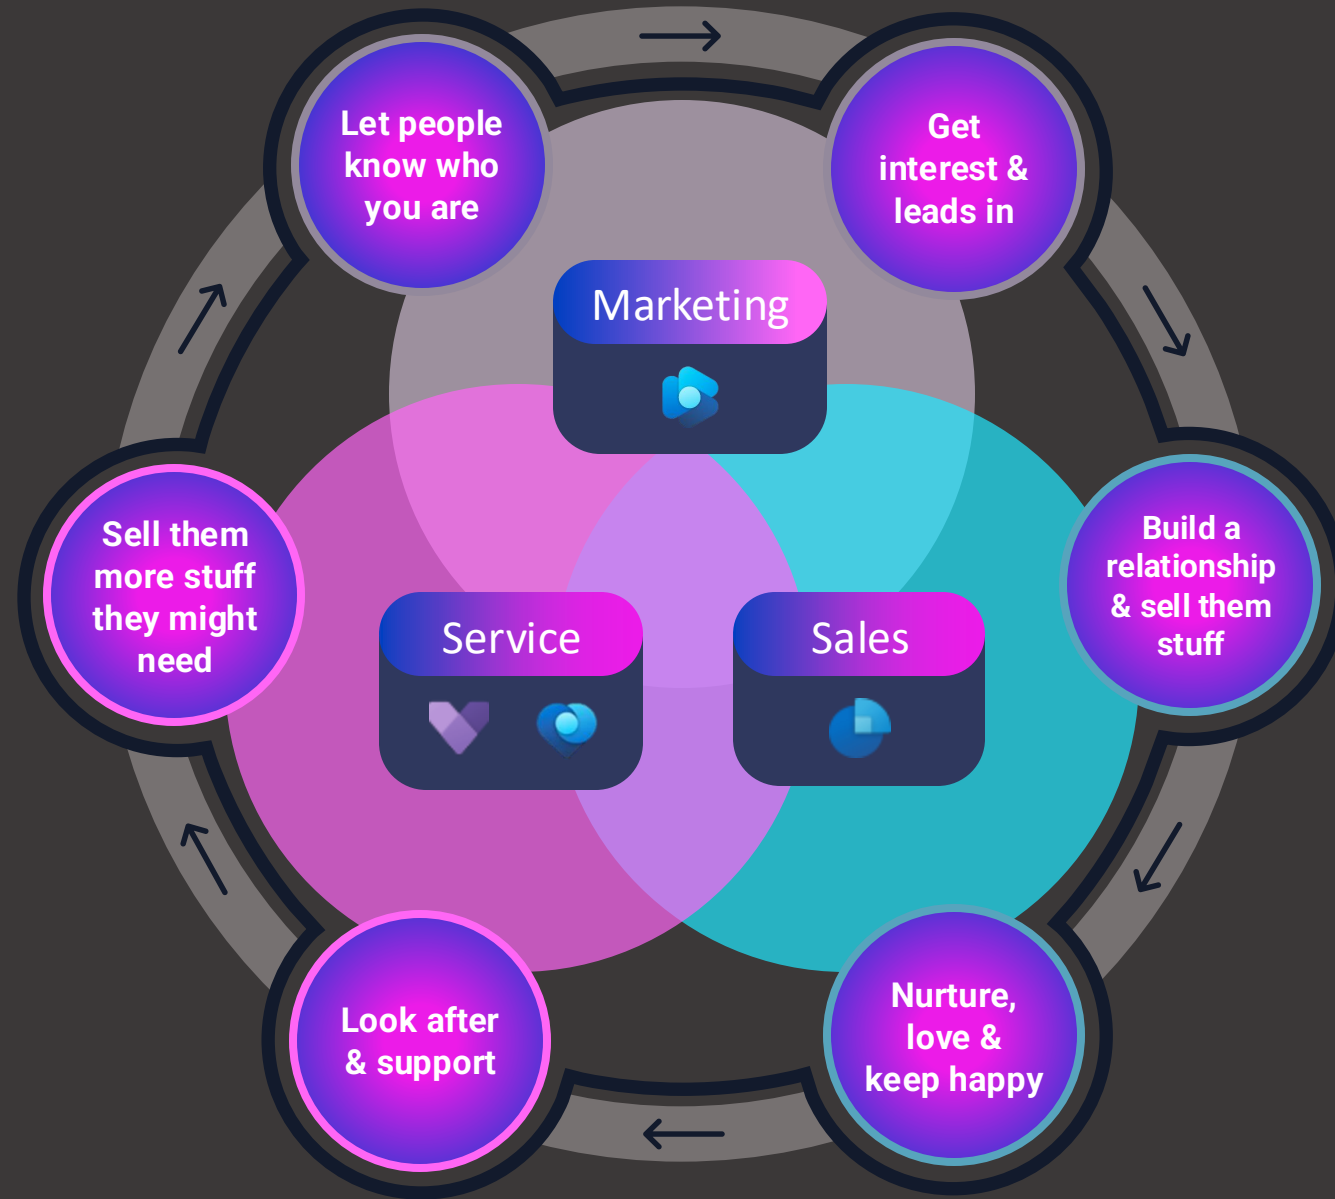 Let people
know who
you are
Get
interest &
leads in
Marketing
Build a
relationship
& sell them
stuff
Sell them
more stuff
they might
need
Service
Sales
Nurture,
love &
keep happy
Look after
& support